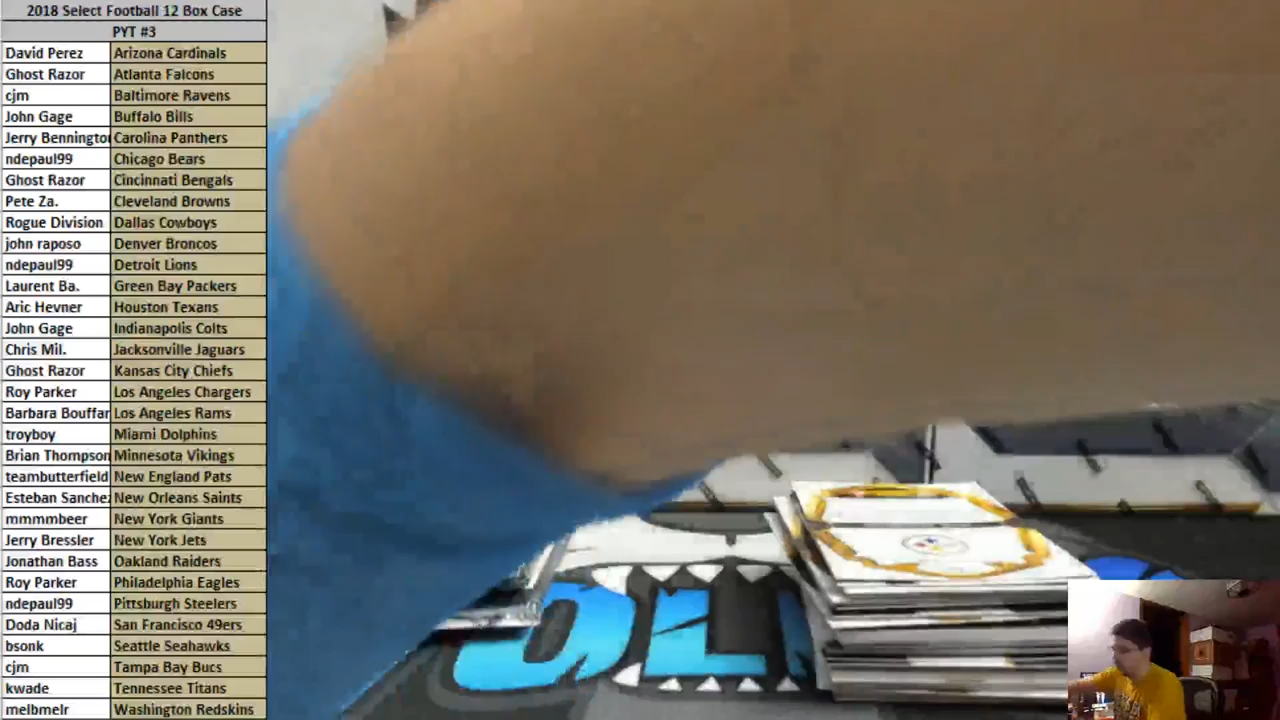 2018 Select Football 12 Box Case
PYT #3
David Perez Arizona Cardinals
Ghost Razor Atlanta Falcons
cjm Baltimore Ravens
John Gage Buffalo Bills
Jerry Benningto Carolina Panthers
ndepaul99 Chicago Bears
Ghost Razor Cincinnati Bengals
Pete Za. Cleveland Browns
Rogue Division Dallas Cowboys
john raposo Denver Broncos
ndepaul99 Detroit Lions
Laurent Ba. Green Bay Packers
Aric Hevner Houston Texans
John Gage Indianapolis Colts
Chris Mil. Jacksonville Jaguars
Ghost Razor Kansas City Chiefs
Roy Parker Los Angeles Chargers
Barbara Bouffar Los Angeles Rams
troyboy Miami Dolphins
Brian Thompson Minnesota Vikings
teambutterfield New England Pats
Esteban Sanchez New Orleans Saints
mmmmbeer New York Giants
Jerry Bressler New York Jets
Jonathan Bass Oakland Raiders
Roy Parker Philadelphia Eagles
ndepaul99 Pittsburgh Steelers
Doda Nicaj San Francisco 49ers
bsonk Seattle Seahawks
cjm Tampa Bay Bucs
kwade Tennessee Titans
melbmelr Washington Redskins